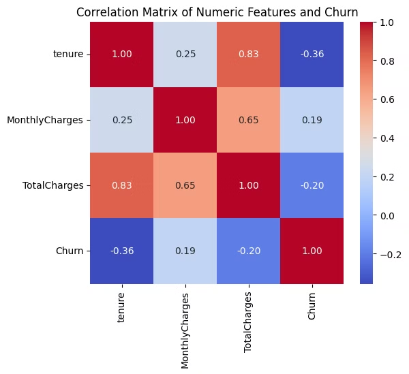 Correlation Matrix of Numeric Features and Churn
tenure
1.00
0.25
0.83
-0.36
MonthlyCharges
0.25
1.00
0.65
0.19
TotalCharges
0.83
0.65
1.00
-0.20
Churn
-0.36
0.19
-0.20
1.00
tenure
MonthlyCharges
TotalCharges
Churn
1.0
0.8
0.6
0.4
0.2
0.0
−0.2